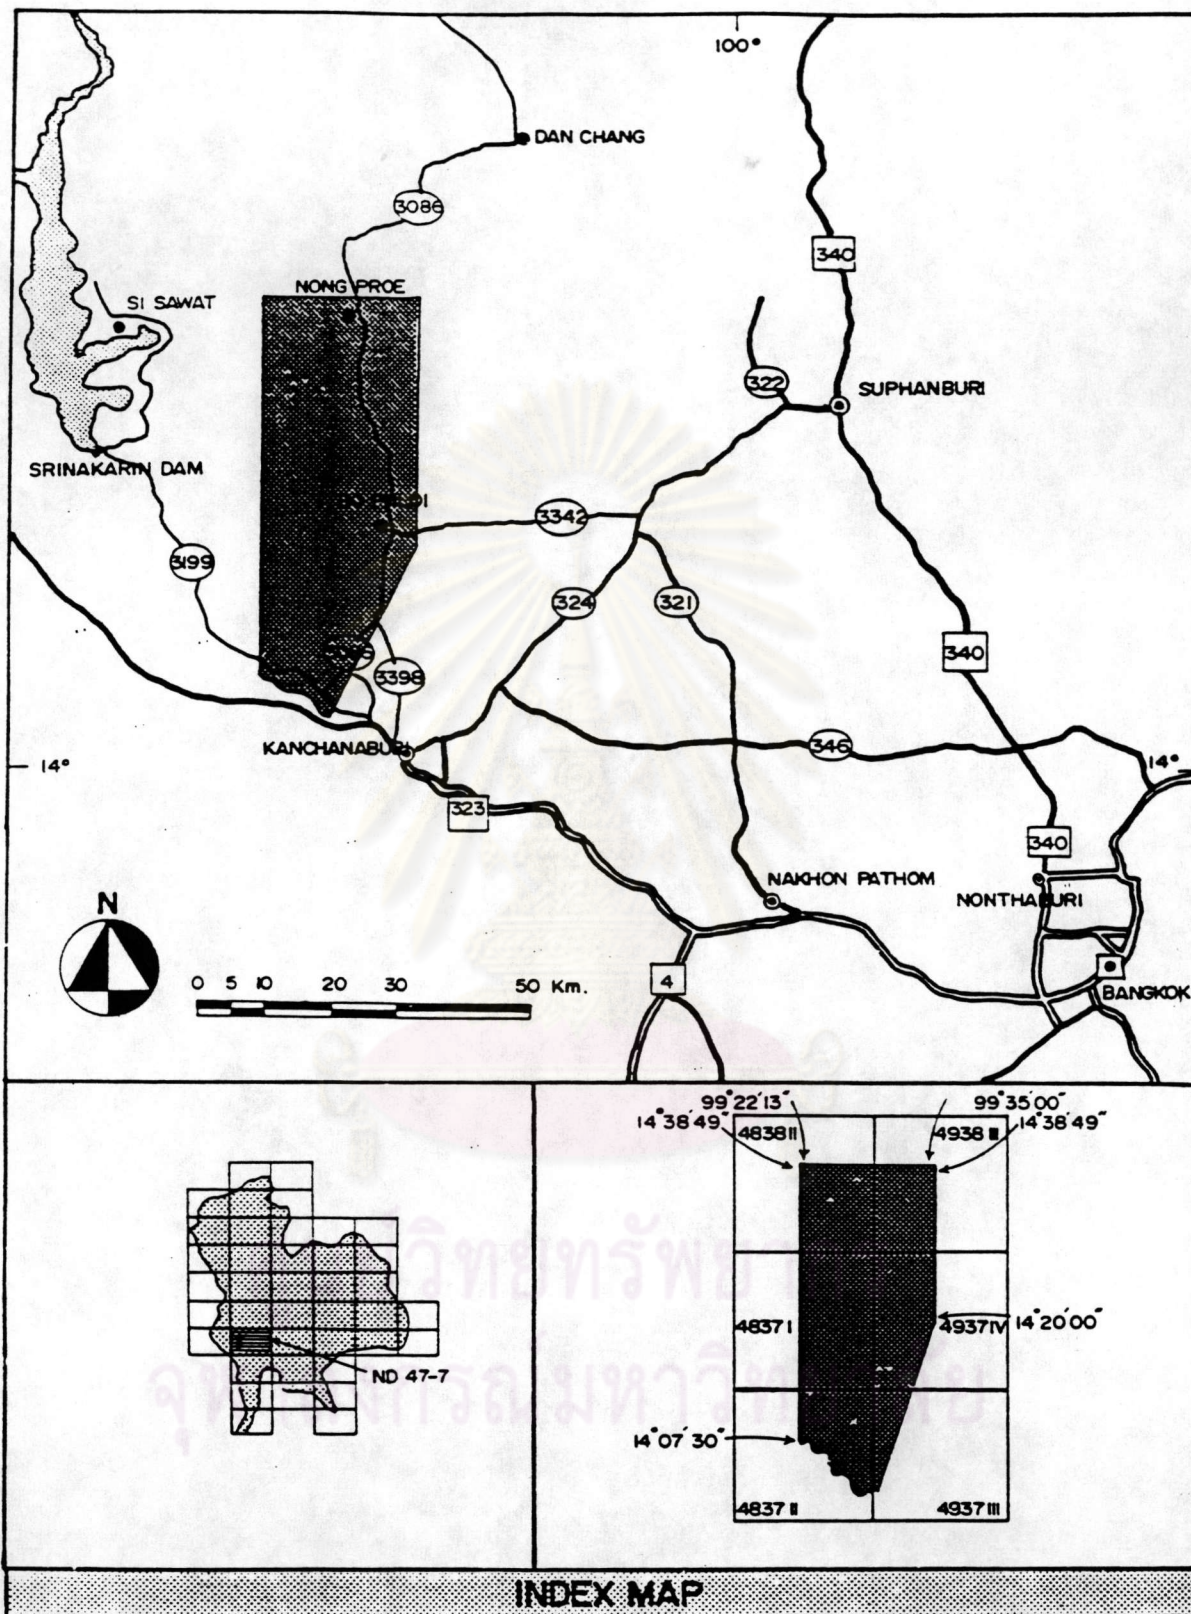 100°
DAN CHANG
3086
340
NONG PROE
SI SAWAT
322
SUPHANBURI
SRINAKARIN DAM
3342
3199
324
321
340
3398
KANCHANABURI
346
14°
14°
323
340
NAKHON PATHOM
NONTHABURI
N
0 5 10 20 30 50 Km.
4
BANGKOK
99°22′13″
99°35′00″
14°38′49″
14°38′49″
4838 II
4938 III
4837 I
4937 IV
14°20′00″
ND 47-7
14°07′30″
4837 II
4937 III
INDEX MAP